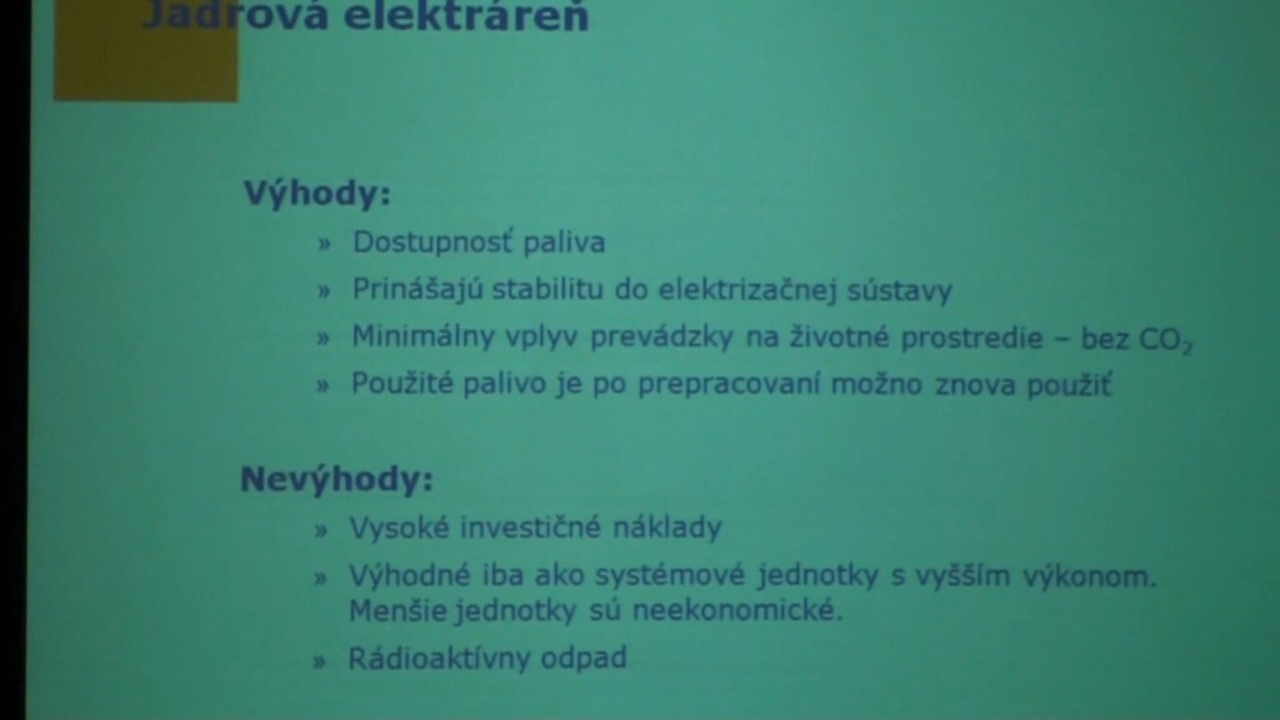 Jadrová elektráreň
Výhody:
» Dostupnosť paliva
» Prinášajú stabilitu do elektrizačnej sústavy
» Minimálny vplyv prevádzky na životné prostredie – bez CO₂
» Použité palivo je po prepracovaní možno znova použiť
Nevýhody:
» Vysoké investičné náklady
» Výhodné iba ako systémové jednotky s vyšším výkonom.
Menšie jednotky sú neekonomické.
» Rádioaktívny odpad